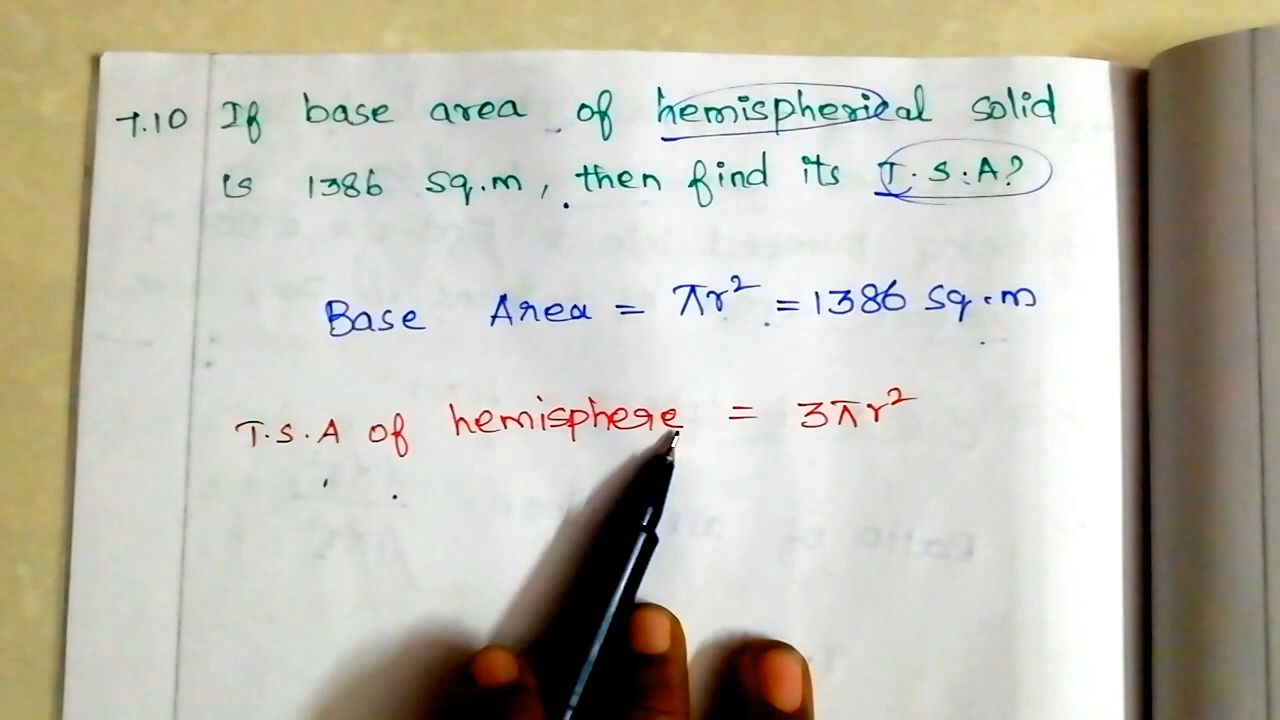 7.10 If base area of hemispherical solid
is 1386 sq.m, then find its T.S.A?
Base Area = πr² = 1386 sq.m
T.S.A of hemisphere = 3πr²